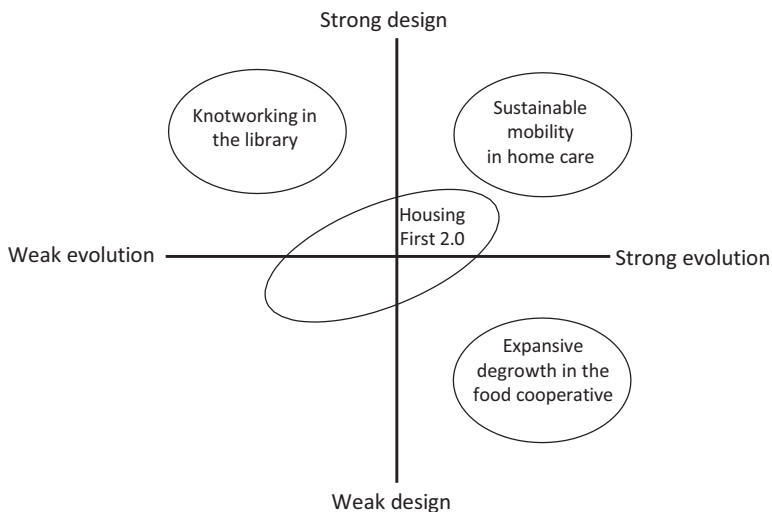 Strong design
Knotworking in
the library
Sustainable
mobility
in home care
Housing
First 2.0
Weak evolution
Strong evolution
Expansive
degrowth in the
food cooperative
Weak design